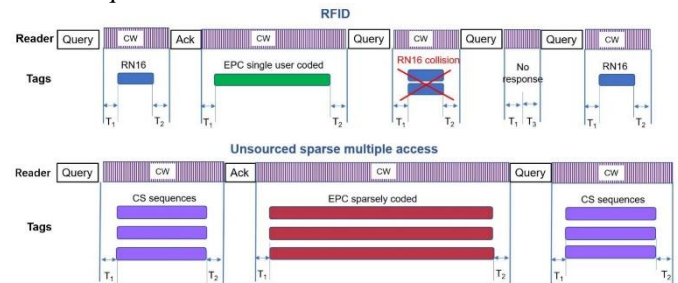 RFID
Reader Query CW Ack CW Query CW Query CW Query CW
Tags RN16 EPC single user coded RN16 collision No response RN16
T1 T2 T1 T2 T1 T2 T1 T3 T1 T2
Unsourced sparse multiple access
Reader Query CW Ack CW Query CW
CS sequences EPC sparsely coded CS sequences
Tags
T1 T2 T1 T2 T1 T2